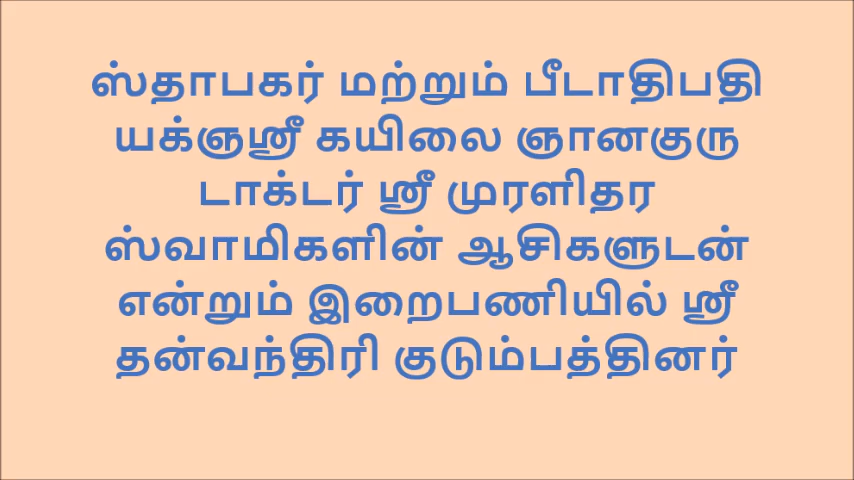 ஸ்தாபகர் மற்றும் பீடாதிபதி
யக்ஞஸ்ரீ கயிலை ஞானகுரு
டாக்டர் ஸ்ரீ முரளிதர
ஸ்வாமிகளின் ஆசிகளுடன்
என்றும் இறைபணியில் ஸ்ரீ
தன்வந்திரி குடும்பத்தினர்